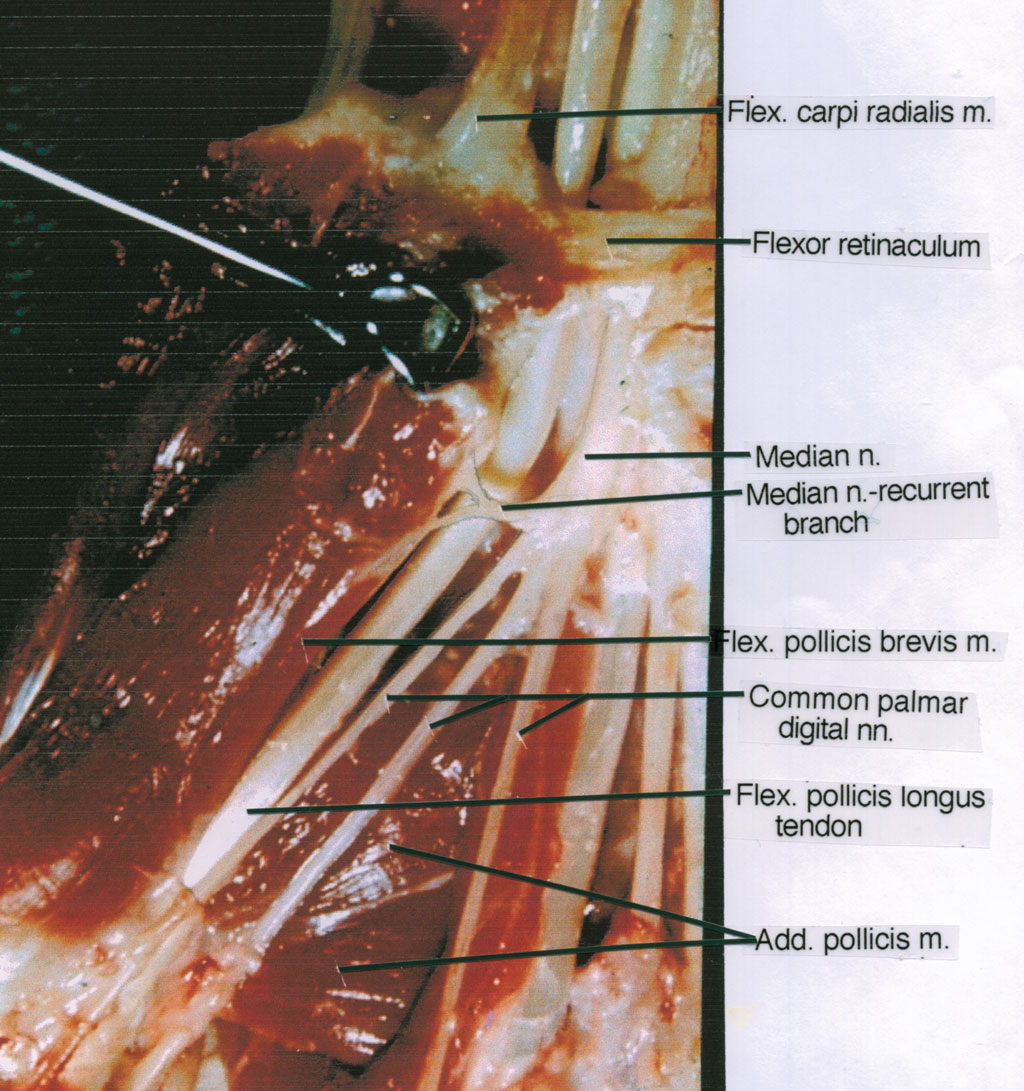 Flex. carpi radialis m.
Flexor retinaculum
Median n.
Median n.-recurrent
branch
Flex. pollicis brevis m.
Common palmar
digital nn.
Flex. pollicis longus
tendon
Add. pollicis m.